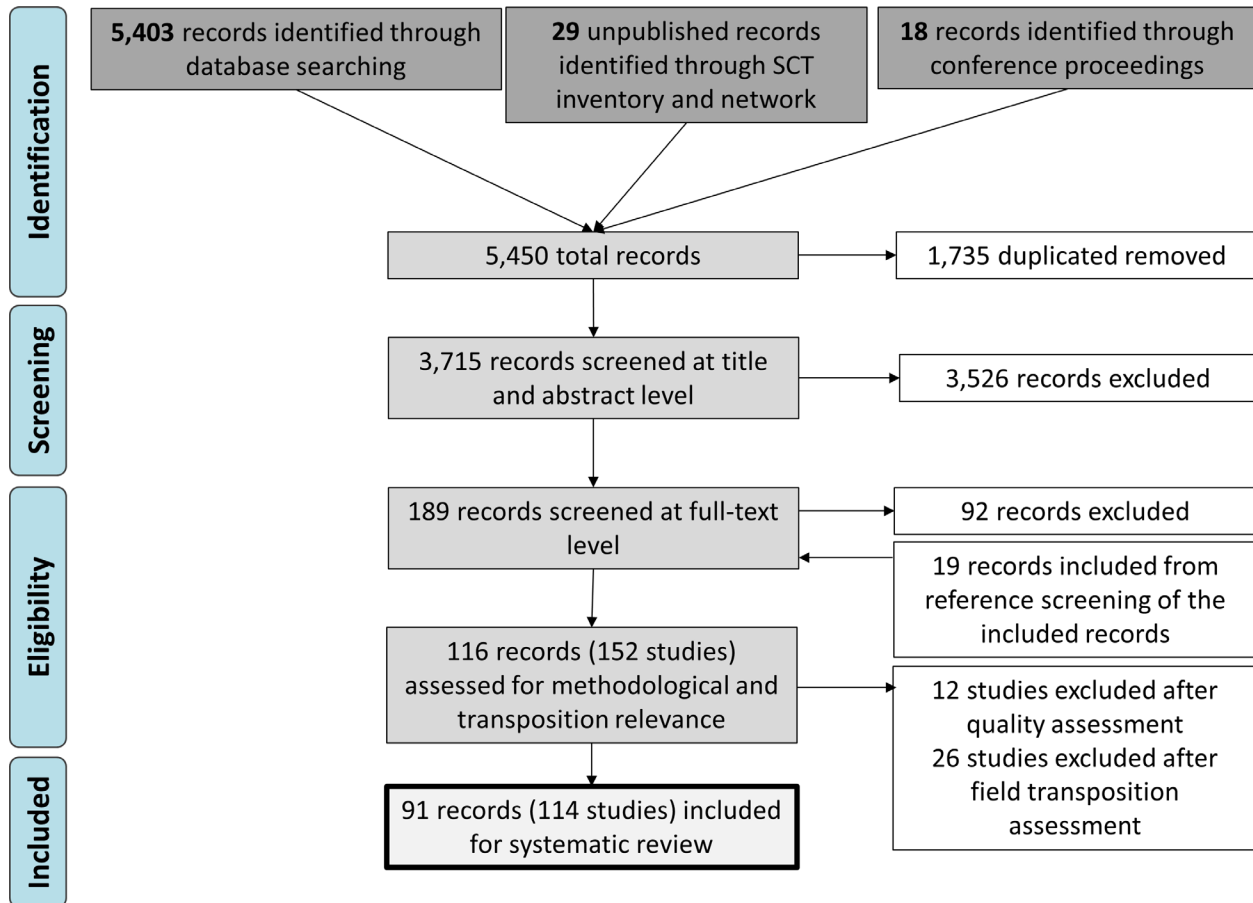 Identification
5,403 records identified through
database searching
29 unpublished records
identified through SCT
inventory and network
18 records identified through
conference proceedings
5,450 total records
1,735 duplicated removed
Screening
3,715 records screened at title
and abstract level
3,526 records excluded
Eligibility
189 records screened at full-text
level
92 records excluded
19 records included from
reference screening of the
included records
116 records (152 studies)
assessed for methodological and
transposition relevance
12 studies excluded after
quality assessment
26 studies excluded after
field transposition
assessment
Included
91 records (114 studies) included
for systematic review